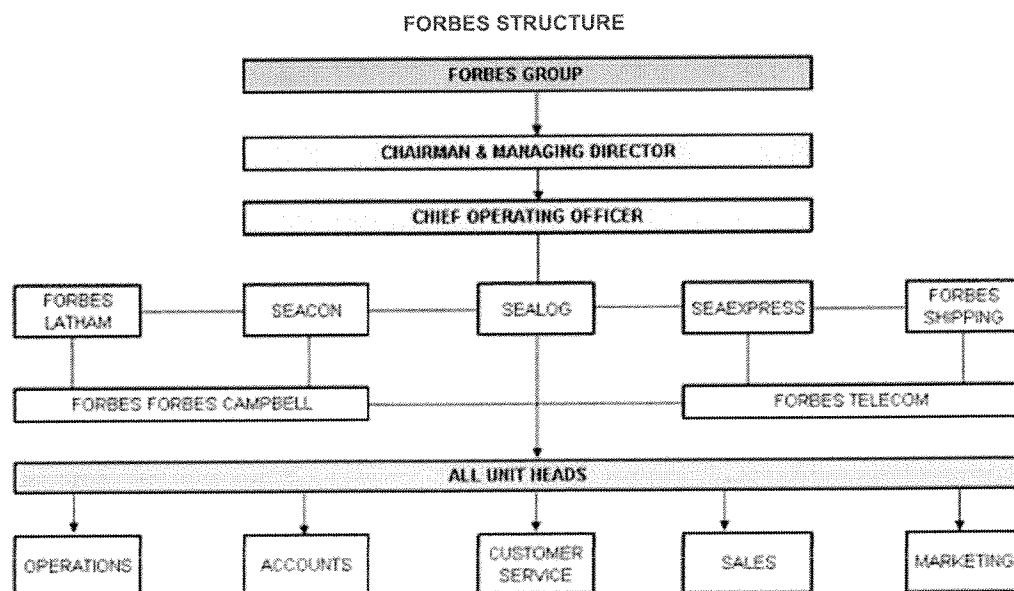 FORBES STRUCTURE
FORBES GROUP
CHAIRMAN & MANAGING DIRECTOR
CHIEF OPERATING OFFICER
FORBES
LATHAM
SEACON
SEALOG
SEAEXPRESS
FORBES
SHIPPING
FORBES FORBES CAMPBELL
FORBES TELECOM
ALL UNIT HEADS
OPERATIONS
ACCOUNTS
CUSTOMER
SERVICE
SALES
MARKETING